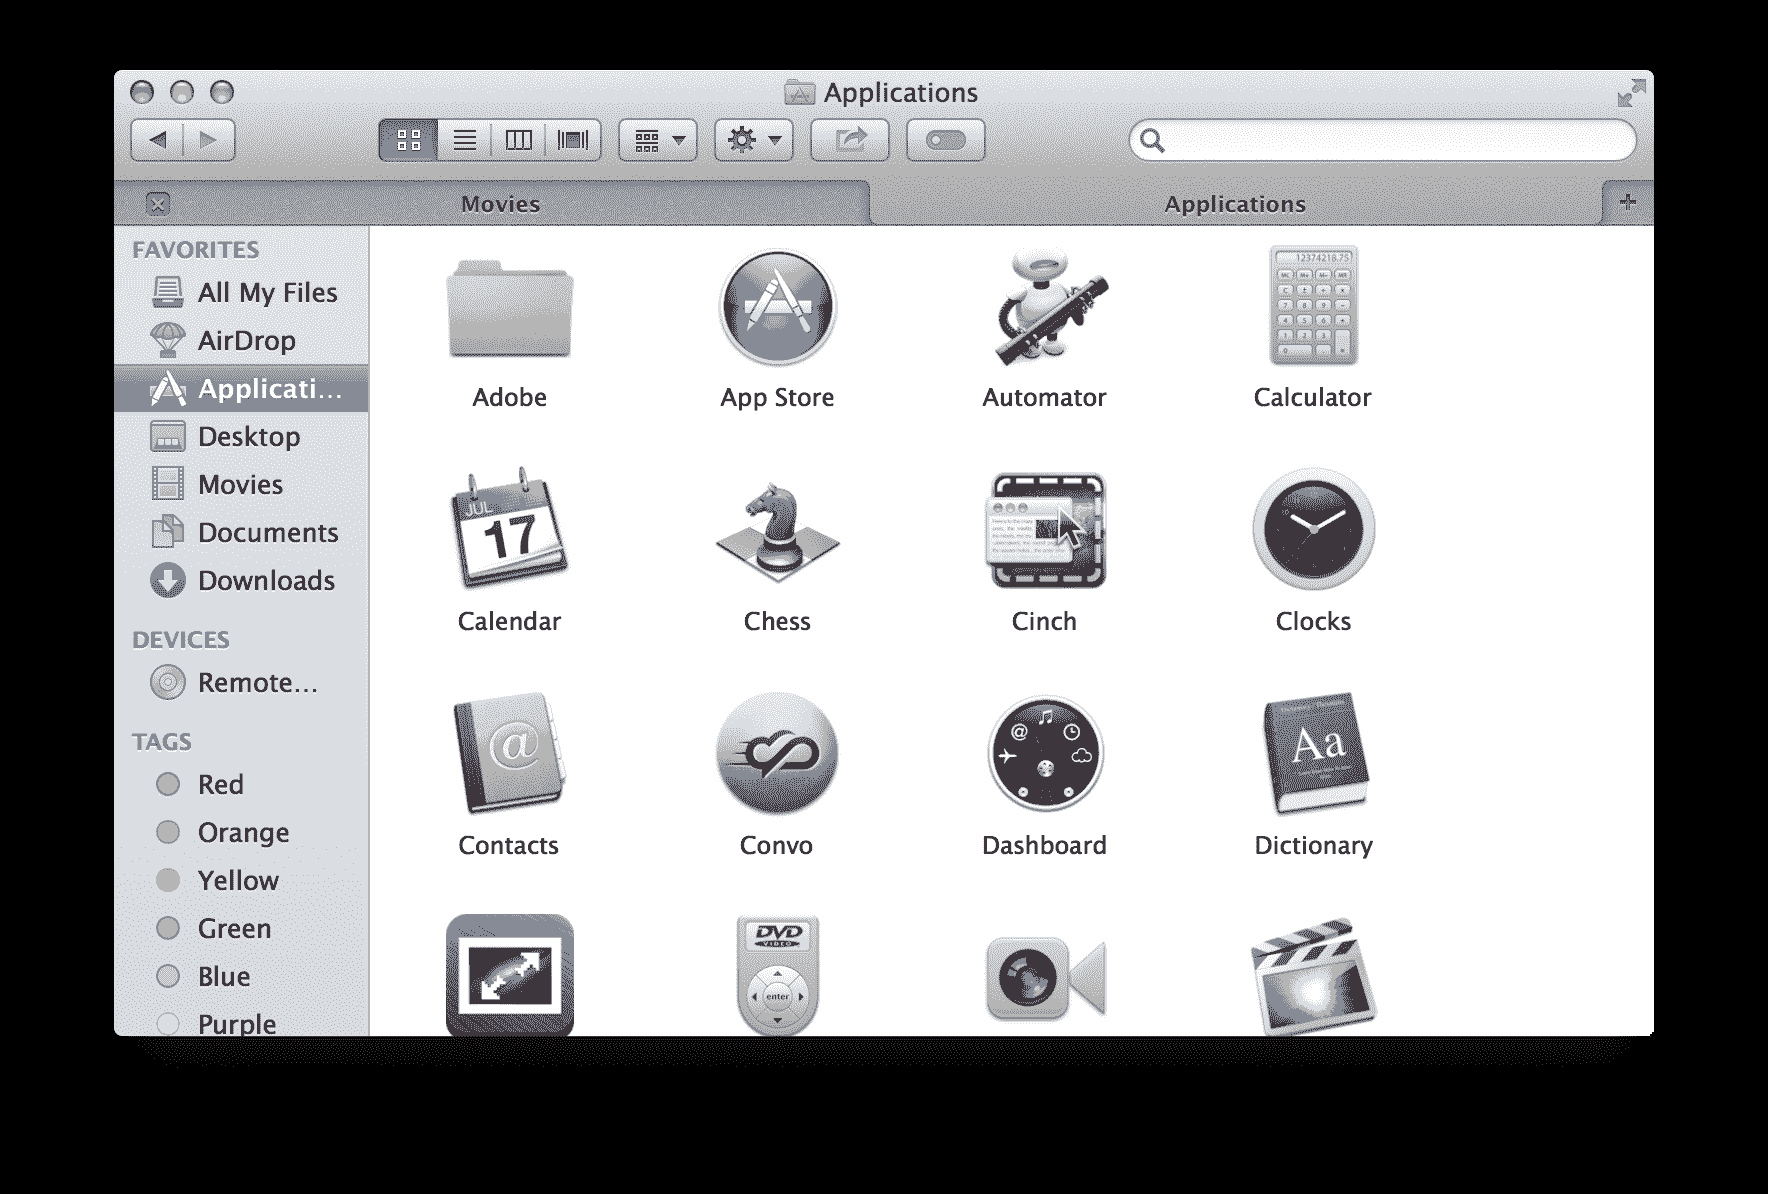 Applications
Movies
Applications
FAVORITES
All My Files
AirDrop
Applicati...
Desktop
Movies
Documents
Downloads
DEVICES
Remote...
TAGS
Red
Orange
Yellow
Green
Blue
Purple
Adobe
App Store
Automator
12374218.75
Calculator
JUL
17
Calendar
Chess
Cinch
Clocks
@
Contacts
Convo
@
Dashboard
Aa
Dictionary
DVD
VIDEO
enter